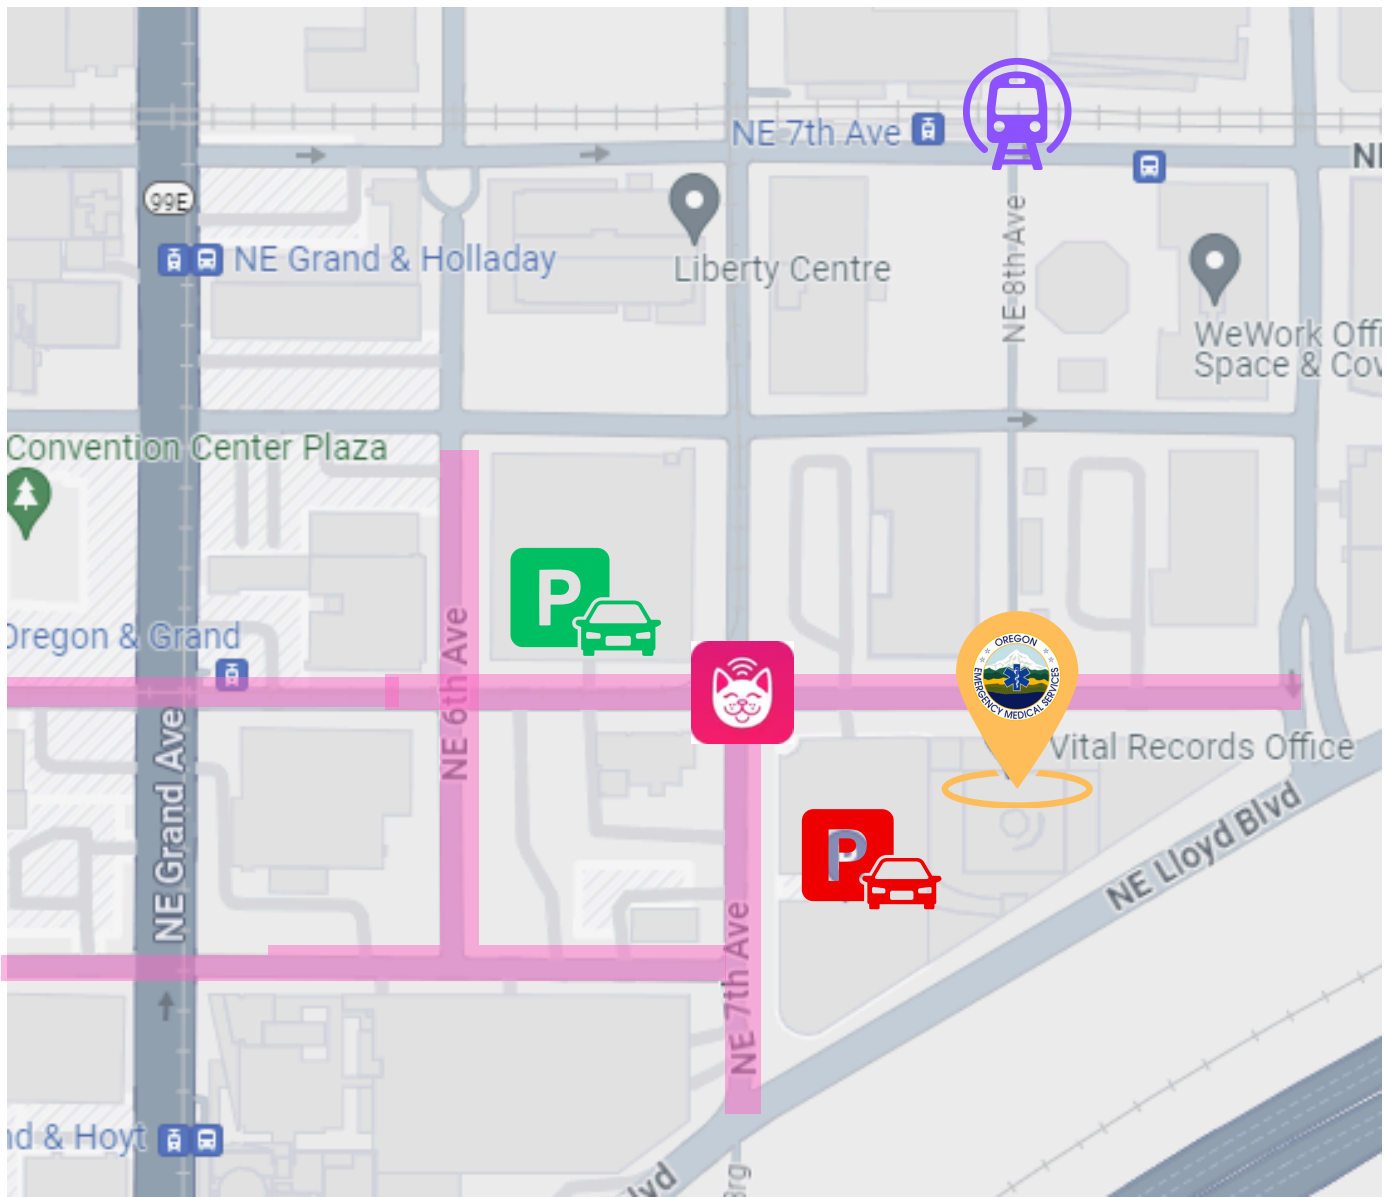 NE 7th Ave
99E
NE Grand & Holladay
Liberty Centre
NE 8th Ave
WeWork Offi
Space & Cov
Convention Center Plaza
P
Oregon & Grand
NE 6th Ave
OREGON
EMERGENCY MEDICAL SERVICES
Vital Records Office
NE Grand Ave
P
NE Lloyd Blvd
NE 7th Ave
nd & Hoyt
lvd